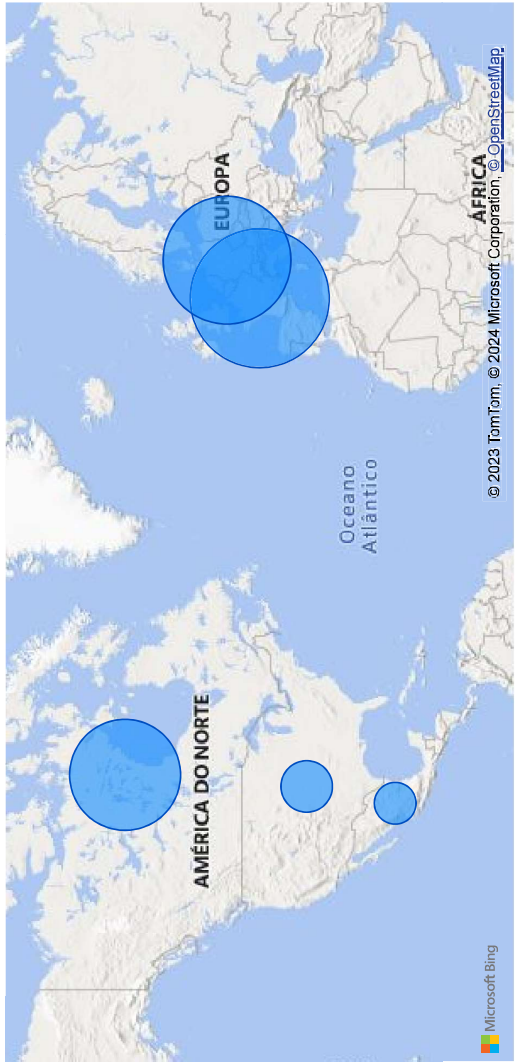 AMÉRICA DO NORTE
EUROPA
Oceano
Atlântico
ÁFRICA
Microsoft Bing
© 2023 TomTom, © 2024 Microsoft Corporation, © OpenStreetMap